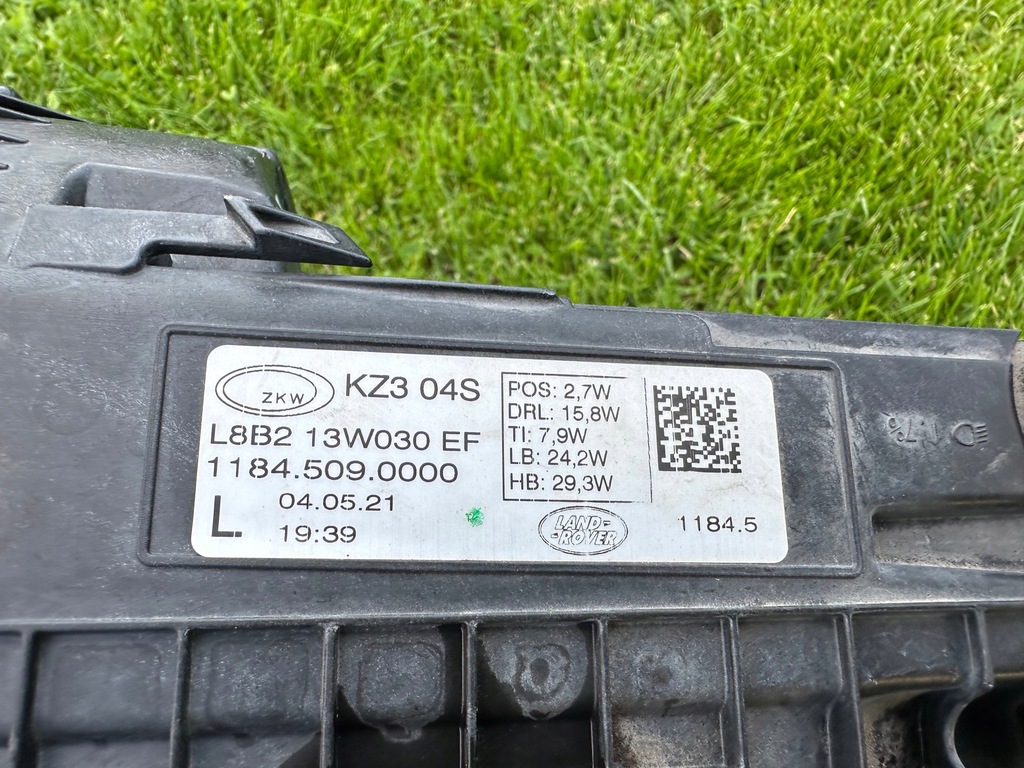 ZKW
KZ3 04S
L8B2 13W030 EF
1184.509.0000
L
04.05.21
19:39
POS: 2,7W
DRL: 15,8W
TI: 7,9W
LB: 24,2W
HB: 29,3W
LAND-
-ROVER
1184.5